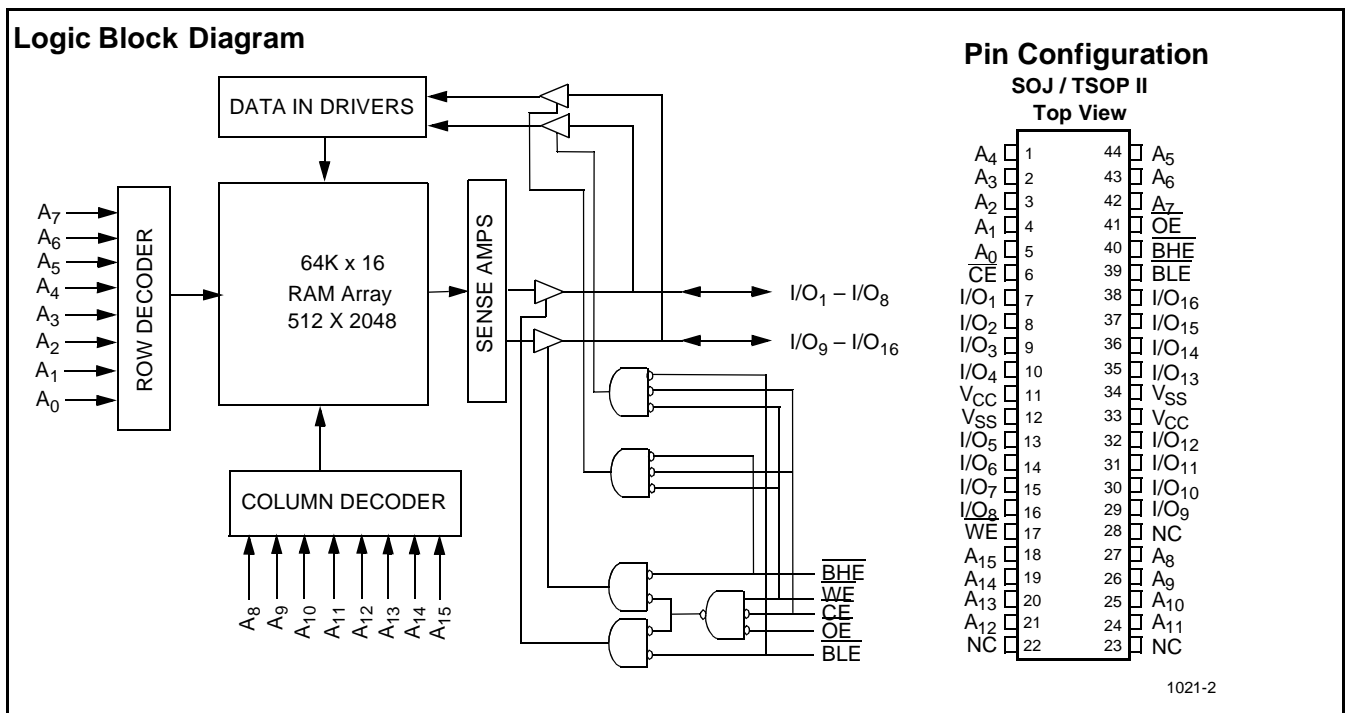 Logic Block Diagram
DATA IN DRIVERS
A7
A6
A5
A4
A3
A2
A1
A0
ROW DECODER
64K x 16
RAM Array
512 X 2048
SENSE AMPS
I/O1 – I/O8
I/O9 – I/O16
COLUMN DECODER
A8
A9
A10
A11
A12
A13
A14
A15
BHE
WE
CE
OE
BLE
Pin Configuration
SOJ / TSOP II
Top View
A4 1 44 A5
A3 2 43 A6
A2 3 42 A7
A1 4 41 OE
A0 5 40 BHE
CE 6 39 BLE
I/O1 7 38 I/O16
I/O2 8 37 I/O15
I/O3 9 36 I/O14
I/O4 10 35 I/O13
VCC 11 34 VSS
VSS 12 33 VCC
I/O5 13 32 I/O12
I/O6 14 31 I/O11
I/O7 15 30 I/O10
I/O8 16 29 I/O9
WE 17 28 NC
A15 18 27 A8
A14 19 26 A9
A13 20 25 A10
A12 21 24 A11
NC 22 23 NC
1021-2